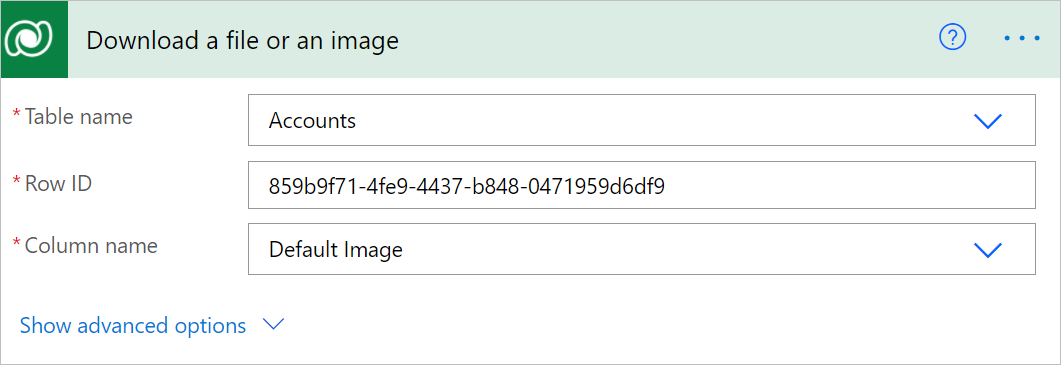 Download a file or an image
* Table name
Accounts
* Row ID
859b9f71-4fe9-4437-b848-0471959d6df9
* Column name
Default Image
Show advanced options